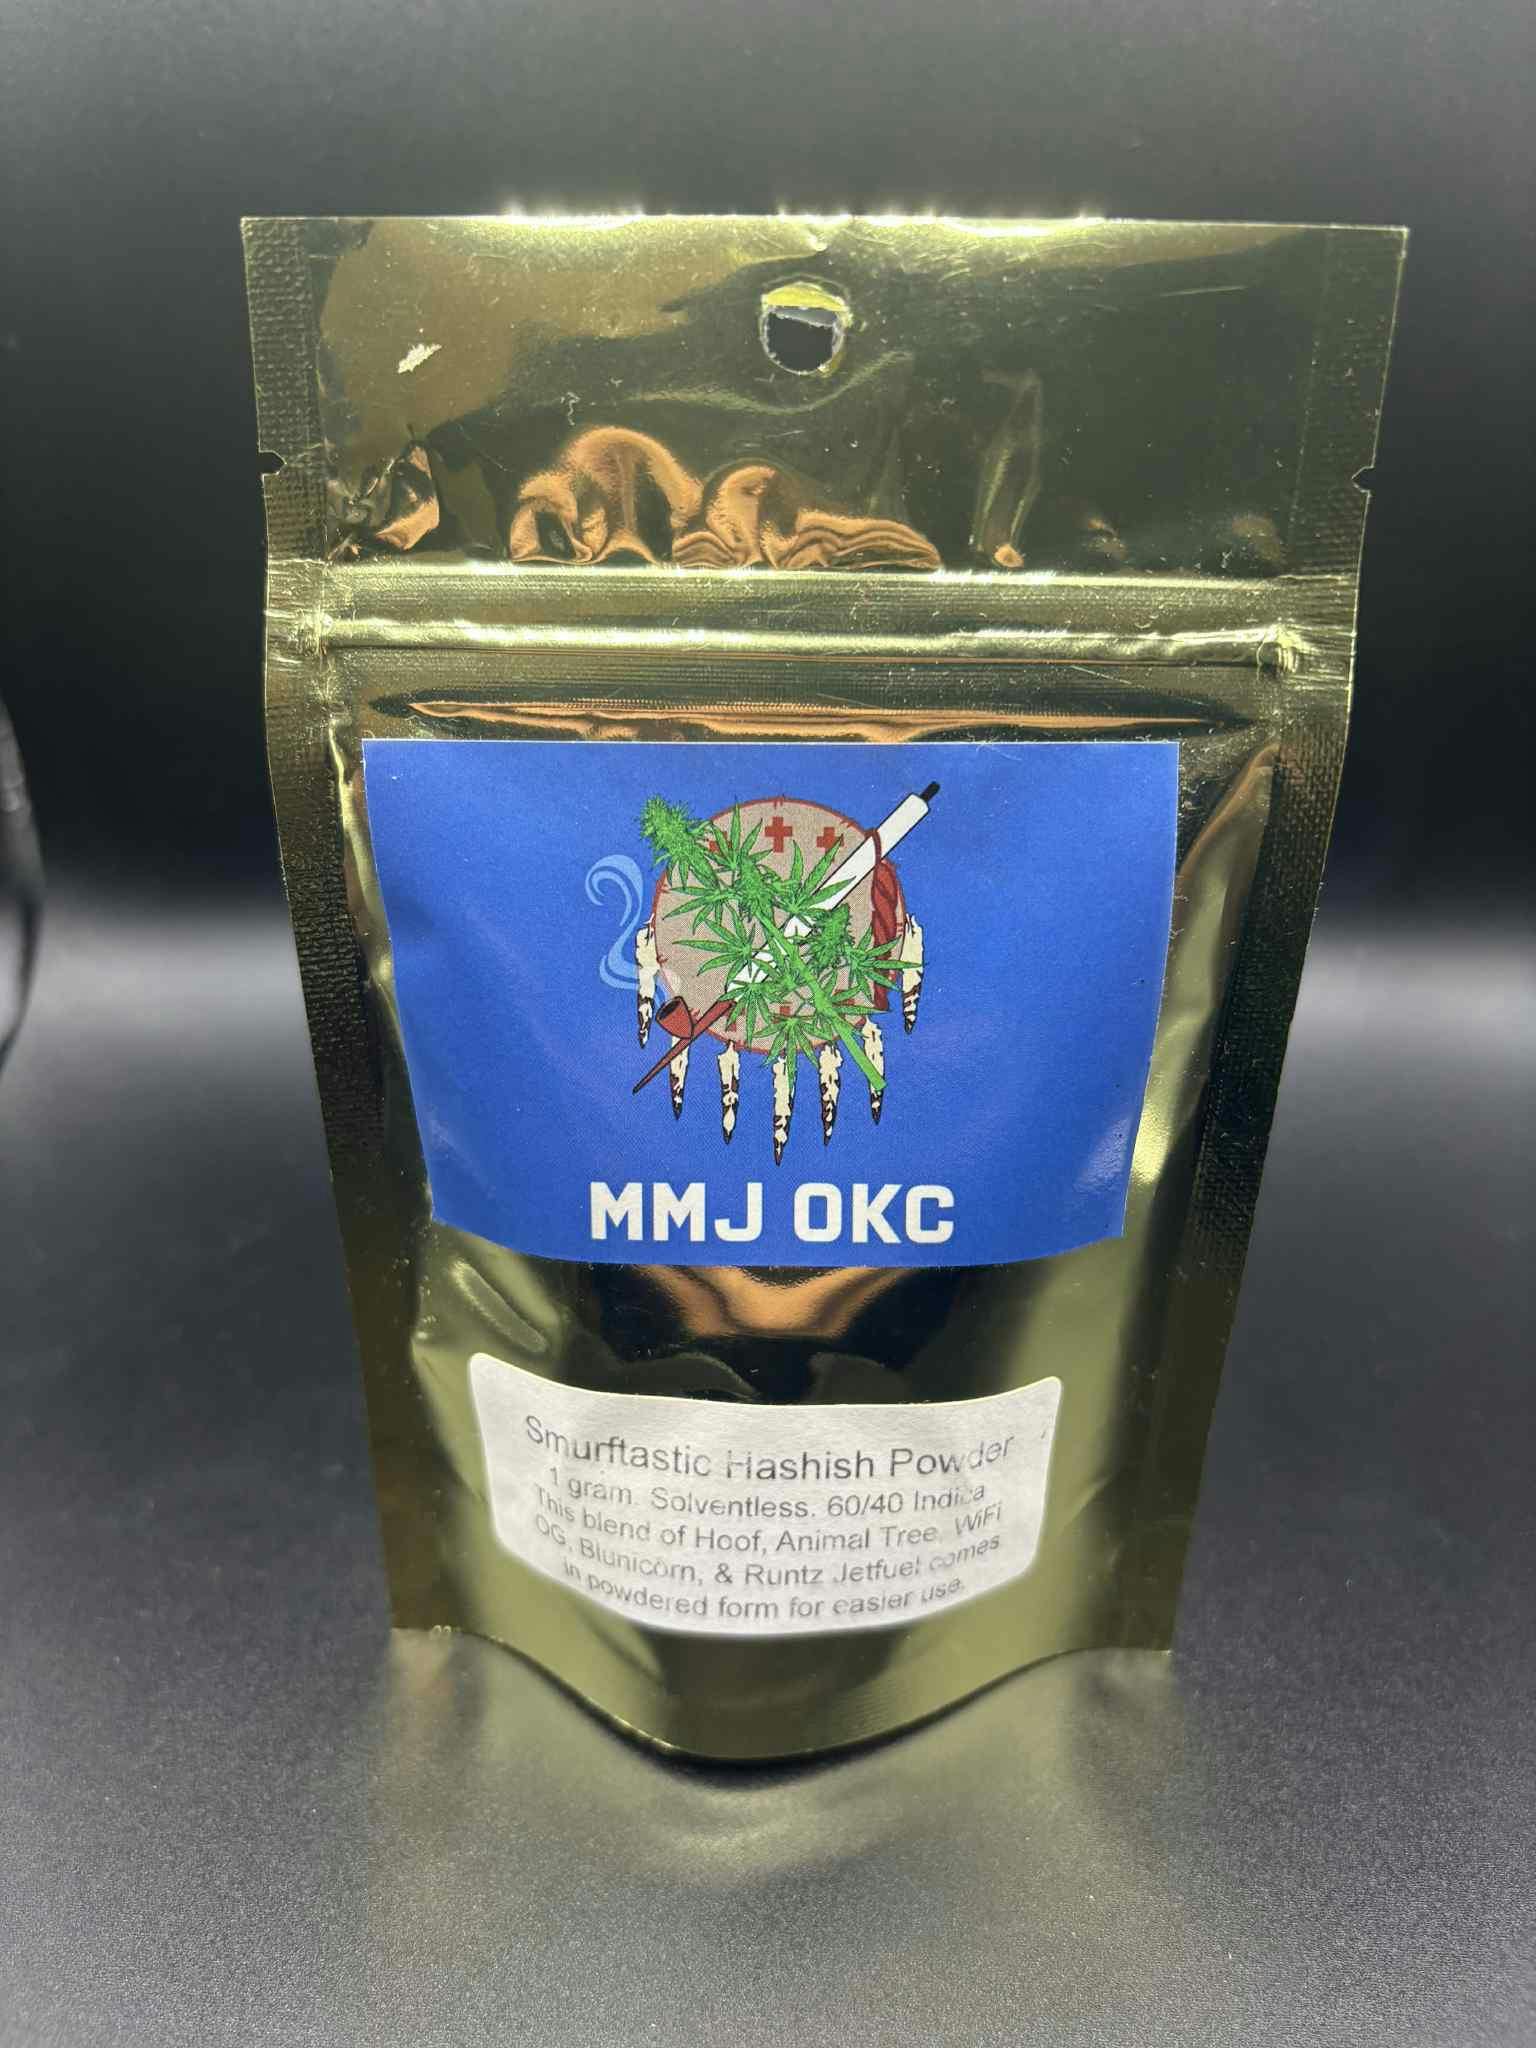 MMJ OKC
Smurftastic Hashish Powder
1 gram. Solventless. 60/40 Indica
This blend of Hoof, Animal Tree, WiFi
OG, Blunicorn, & Runtz Jetfuel comes
in powdered form for easier use.